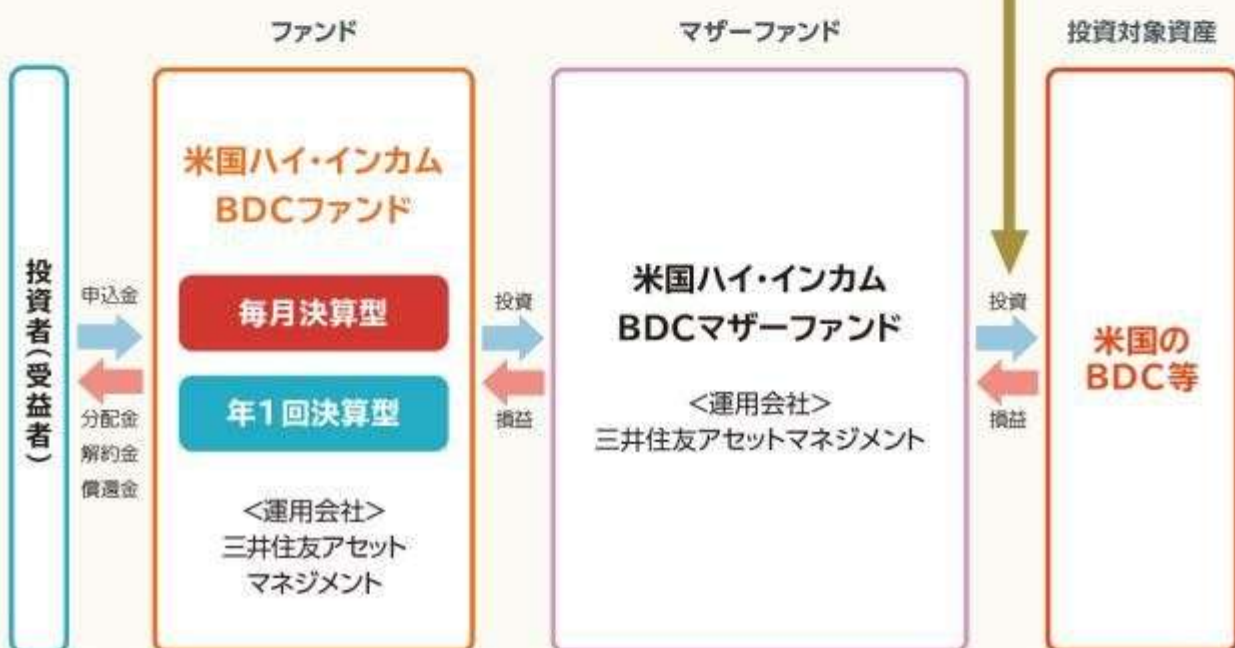 ファンド
マザーファンド
投資対象資産
投資者(受益者)
申込金
分配金
解約金
償還金
米国ハイ・インカム
BDCファンド
毎月決算型
年1回決算型
<運用会社>
三井住友アセット
マネジメント
投資
損益
米国ハイ・インカム
BDCマザーファンド
<運用会社>
三井住友アセットマネジメント
投資
損益
米国の
BDC等